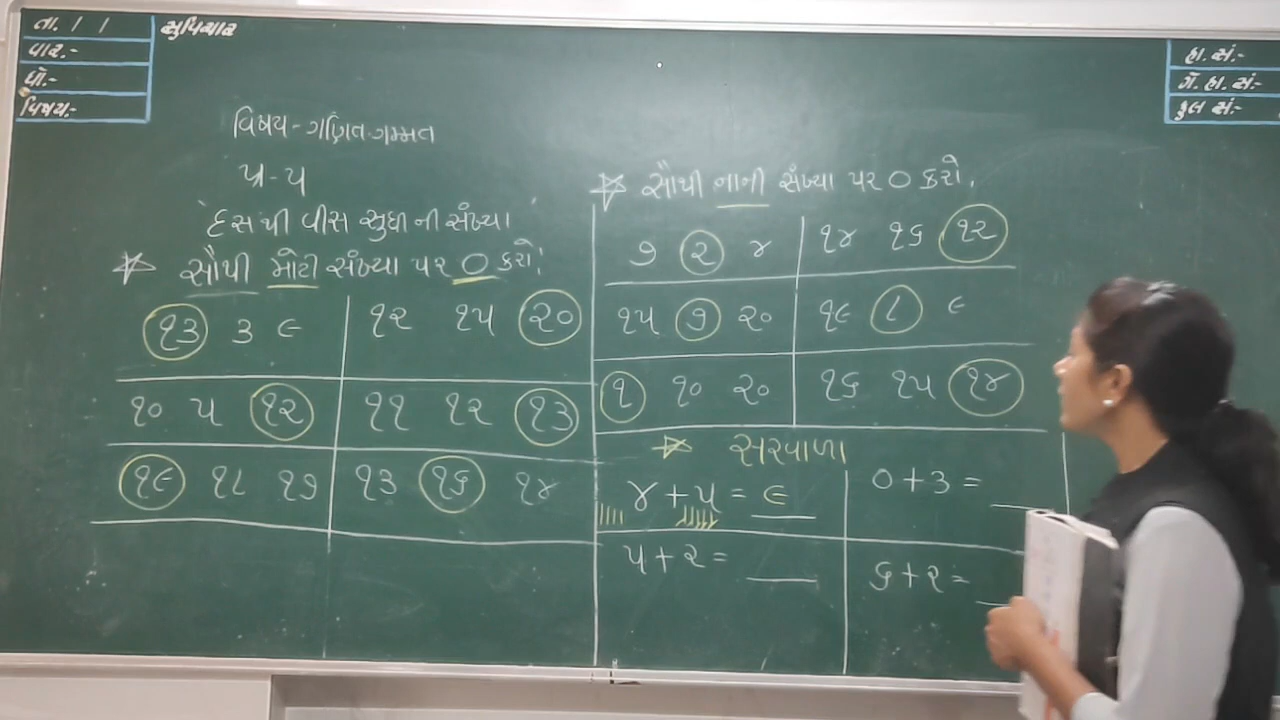 તા. / /
સુવિચાર
વાર:-
ધો:-
વિષય:-
હા. સં:-
ગે. હા. સં:-
કુલ સં:-
વિષય-ગણિત-ગમ્મત
પ્ર-૫
દસ થી વીસ સુધી ની સંખ્યા
સૌથી મોટી સંખ્યા પર O કરો.
૧૩ ૩ ૯ ૧૨ ૧૫ ૨૦
૧૦ ૫ ૧૨ ૧૧ ૧૨ ૧૩
૧૯ ૧૮ ૧૭ ૧૩ ૧૬ ૧૪
સૌથી નાની સંખ્યા પર O કરો.
૭ ૨ ૪ ૧૪ ૧૬ ૧૨
૧૫ ૭ ૨૦ ૧૯ ૮ ૯
૧ ૧૦ ૨૦ ૧૬ ૧૫ ૧૪
સરવાળા
૪+૫= ૯ ૦+૩= __
૫+૨= __ ૬+૨= __